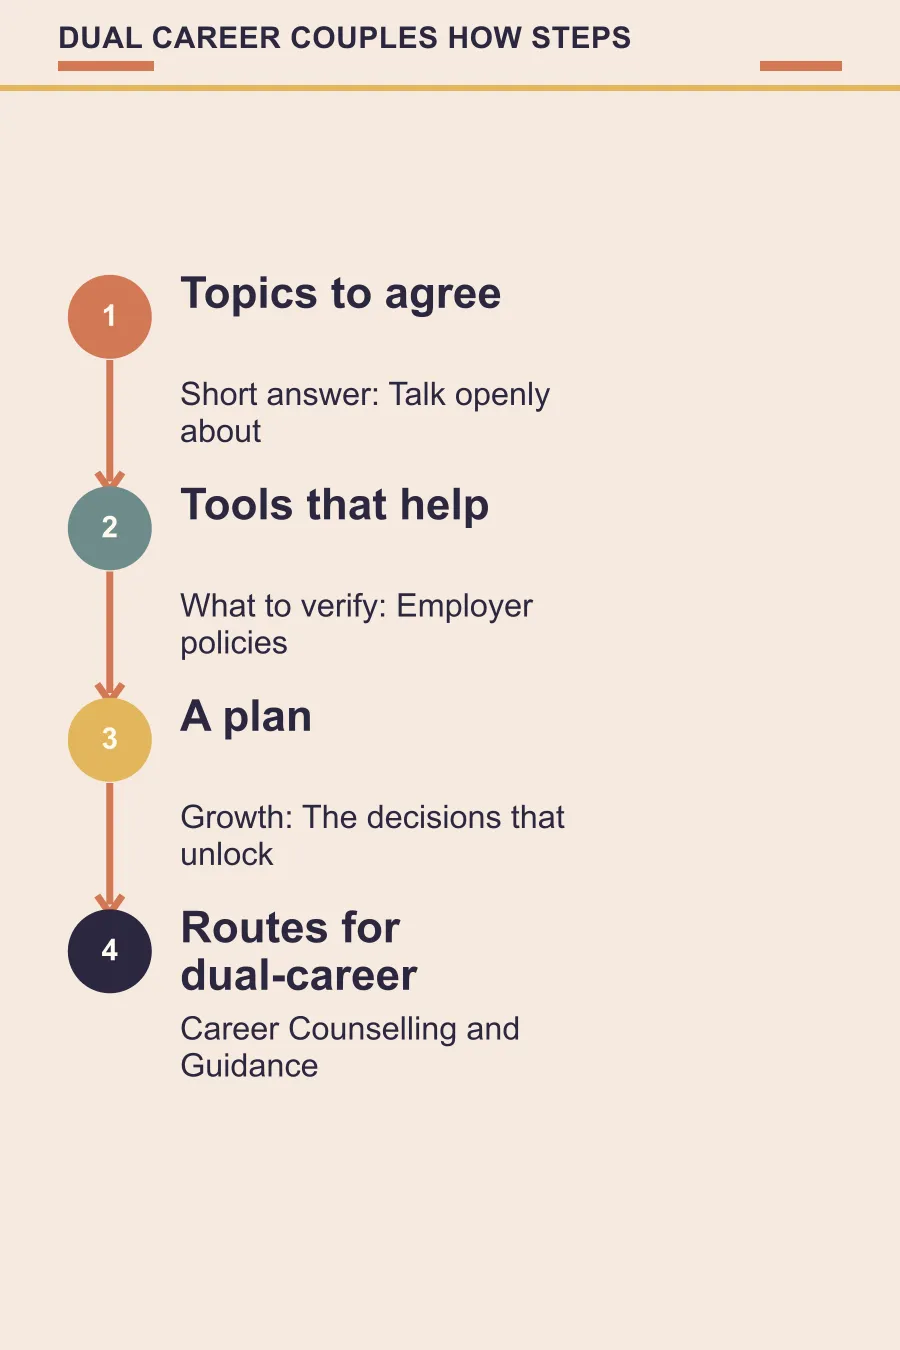 DUAL CAREER COUPLES HOW STEPS
1
Topics to agree
Short answer: Talk openly
about
2
Tools that help
What to verify: Employer
policies
3
A plan
Growth: The decisions that
unlock
4
Routes for
dual-career
Career Counselling and
Guidance